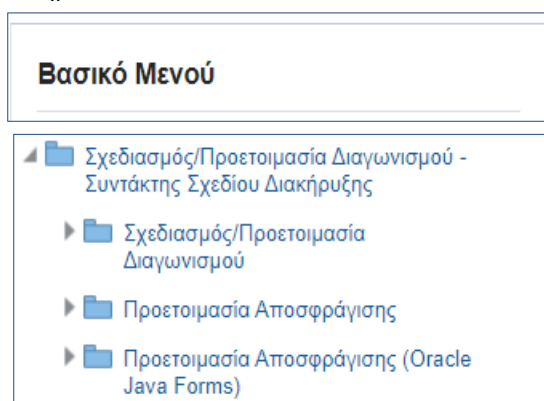 Βασικό Μενού
Σχεδιασμός/Προετοιμασία Διαγωνισμού -
Συντάκτης Σχεδίου Διακήρυξης
Σχεδιασμός/Προετοιμασία
Διαγωνισμού
Προετοιμασία Αποσφράγισης
Προετοιμασία Αποσφράγισης (Oracle
Java Forms)